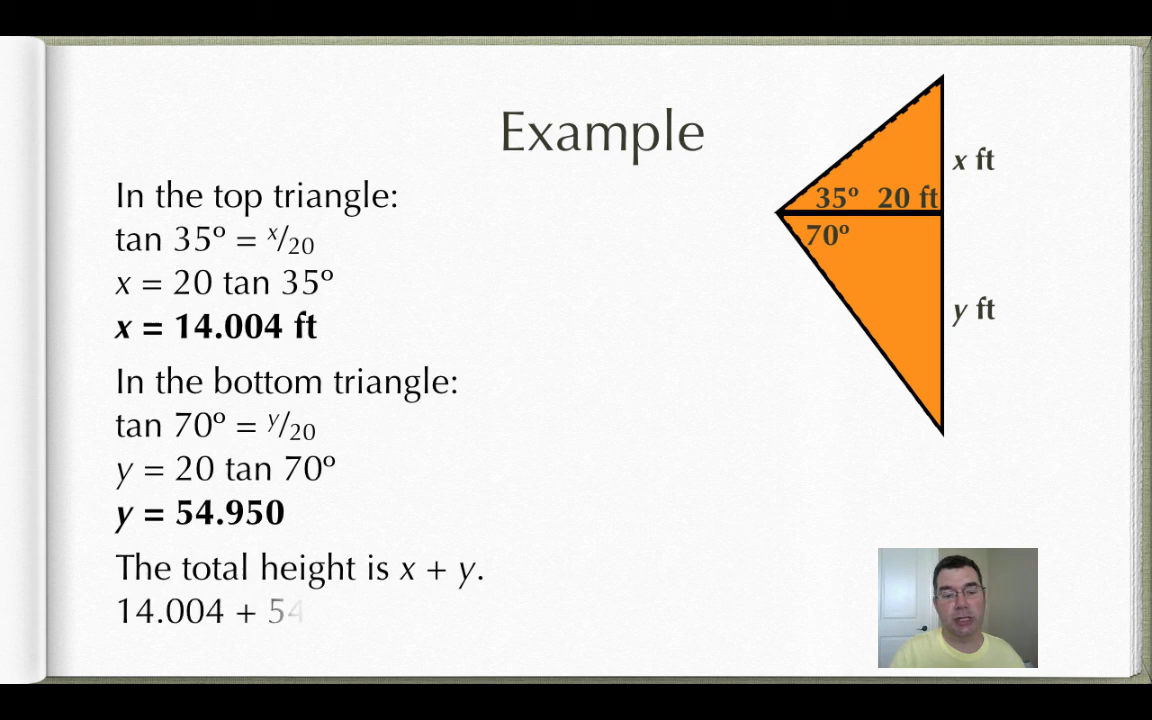 Example
In the top triangle:
tan 35º = x/20
x = 20 tan 35º
x = 14.004 ft
In the bottom triangle:
tan 70º = y/20
y = 20 tan 70º
y = 54.950
The total height is x + y.
14.004 + 54
x ft
35º 20 ft
70º
y ft